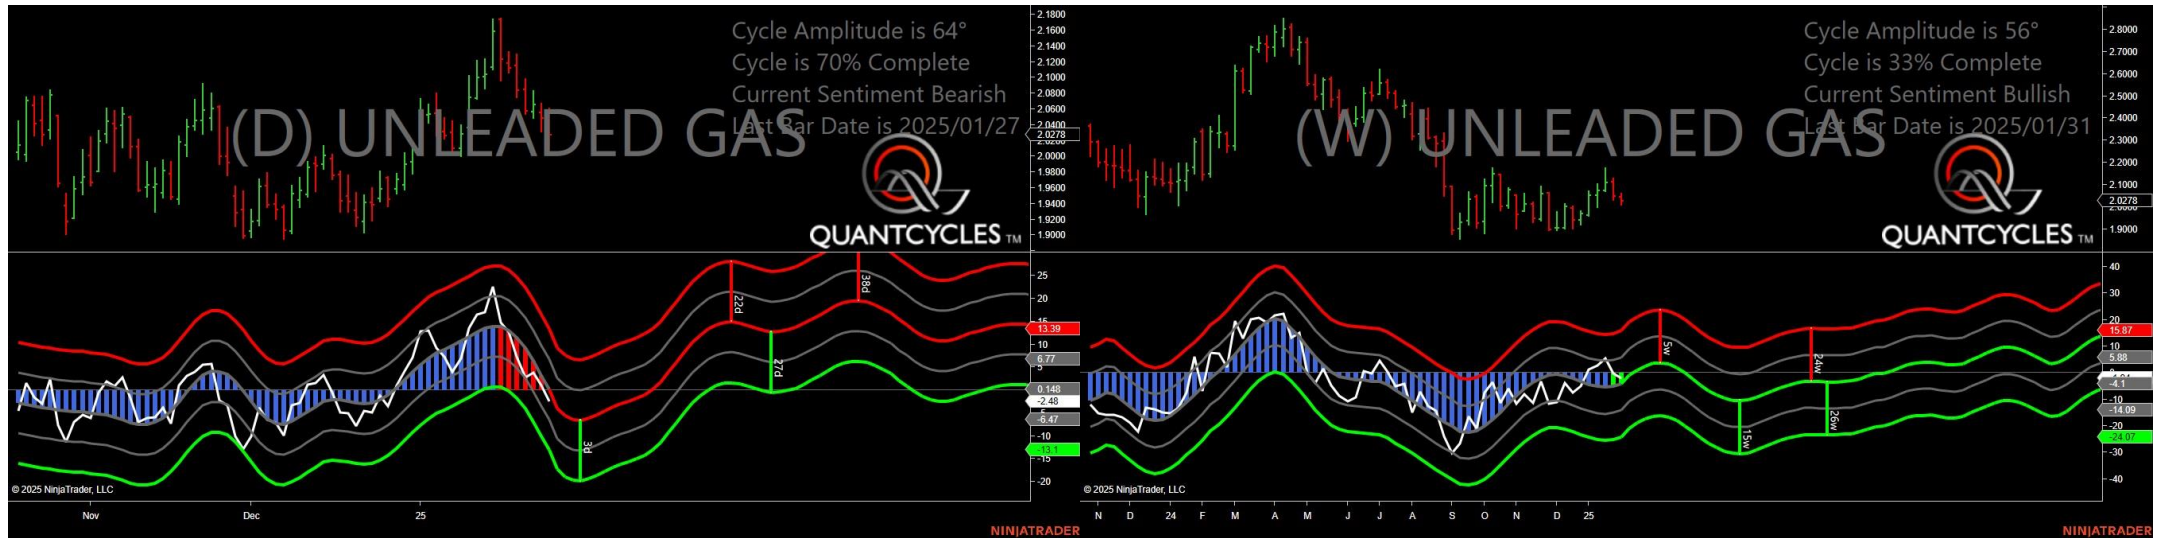 Cycle Amplitude is 64°
Cycle is 70% Complete
Current Sentiment Bearish
Last Bar Date is 2025/01/27
(D) UNLEADED GAS
QUANTCYCLES TM
2.1800
2.1600
2.1400
2.1200
2.1000
2.0800
2.0600
2.0400
2.0278
2.0000
1.9800
1.9600
1.9400
1.9200
1.9000
22d
38d
27d
25
20
15
13.39
10
6.77
5
0.148
-2.48
-6.47
-10
-13.1
-15
-20
© 2025 NinjaTrader, LLC
Nov
Dec
25
NINJATRADER
Cycle Amplitude is 56°
Cycle is 33% Complete
Current Sentiment Bullish
Last Bar Date is 2025/01/31
(W) UNLEADED GAS
QUANTCYCLES TM
2.8000
2.7000
2.6000
2.5000
2.4000
2.3000
2.2000
2.1000
2.0278
1.9000
5w
24w
15w
26w
40
30
20
15.87
10
5.88
-4.1
-10
-14.09
-20
-24.07
-30
-40
© 2025 NinjaTrader, LLC
N D 24 F M A M J J A S O N D 25
NINJATRADER